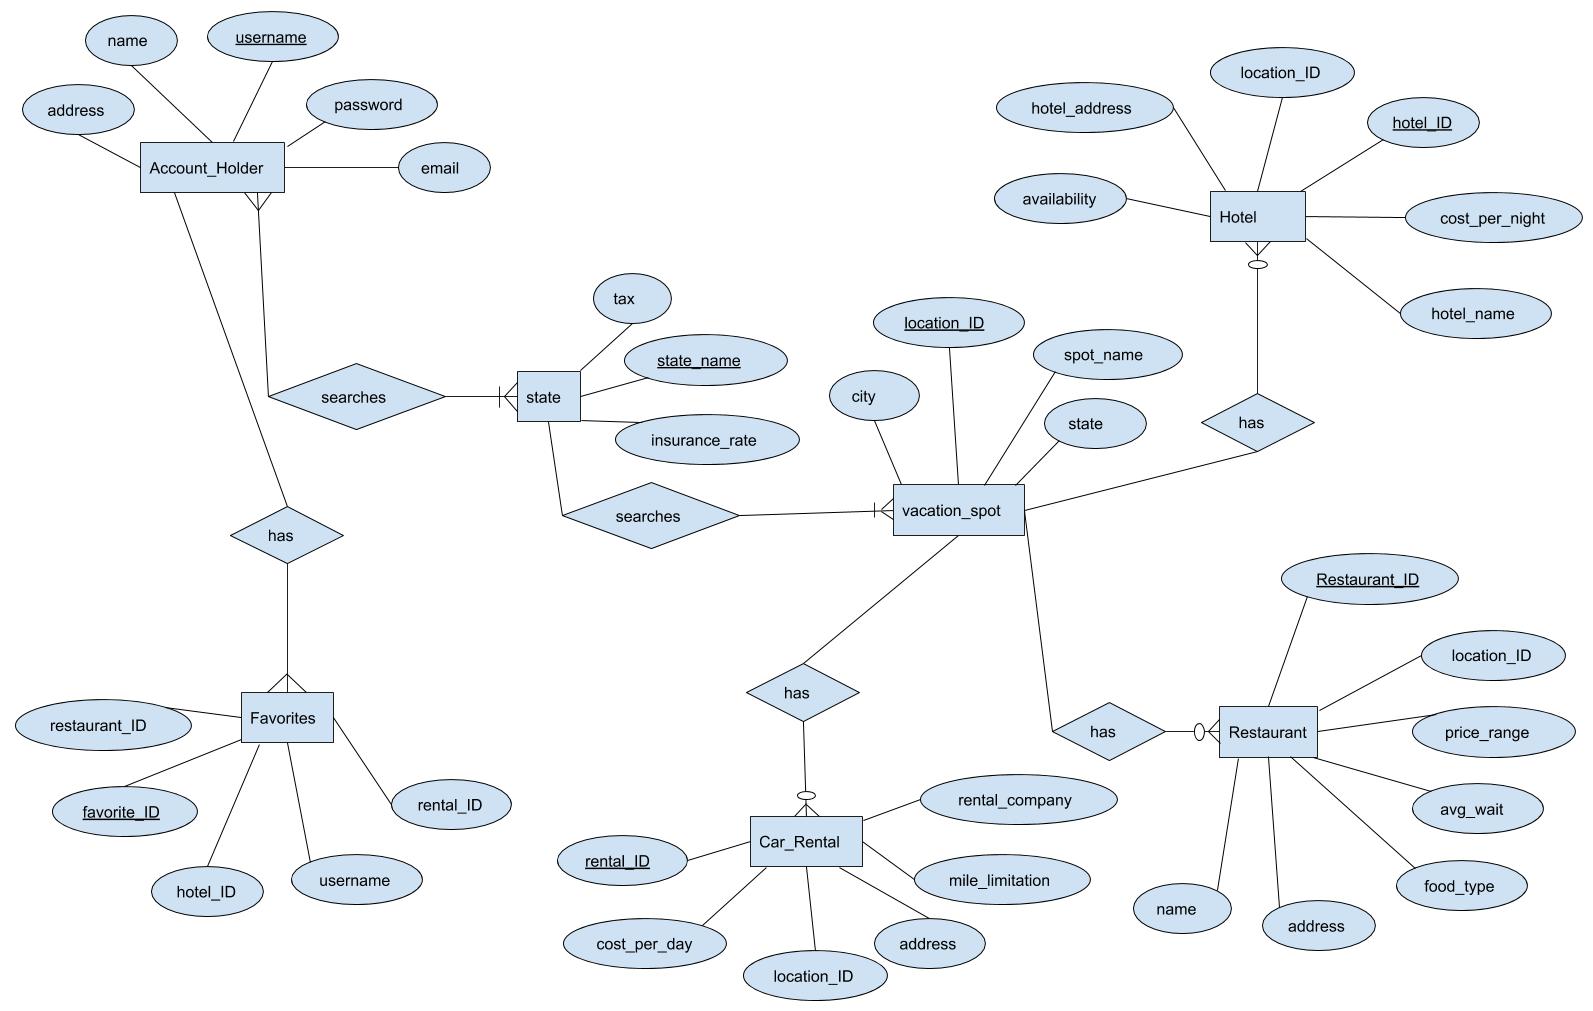 name
username
address
password
Account_Holder
email
hotel_address
location_ID
hotel_ID
availability
Hotel
cost_per_night
hotel_name
has
tax
state_name
searches
state
insurance_rate
location_ID
spot_name
city
state
searches
vacation_spot
has
Favorites
restaurant_ID
favorite_ID
rental_ID
hotel_ID
username
has
Car_Rental
rental_company
rental_ID
mile_limitation
cost_per_day
address
location_ID
has
Restaurant_ID
location_ID
Restaurant
price_range
avg_wait
food_type
name
address